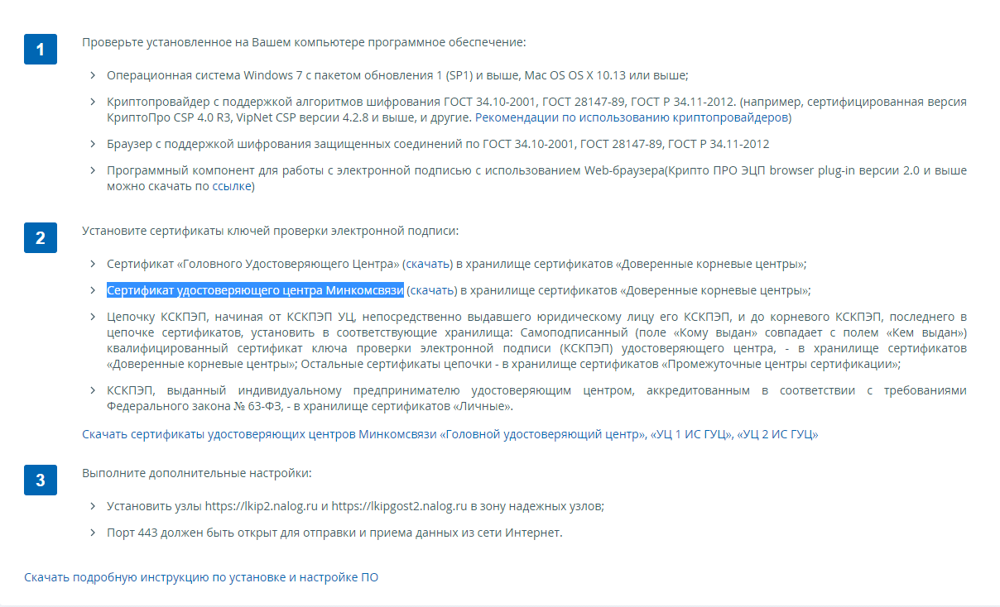 1
Проверьте установленное на Вашем компьютере программное обеспечение:
Операционная система Windows 7 с пакетом обновления 1 (SP1) и выше, Mac OS OS X 10.13 или выше;
Криптопровайдер с поддержкой алгоритмов шифрования ГОСТ 34.10-2001, ГОСТ 28147-89, ГОСТ Р 34.11-2012. (например, сертифицированная версия
КриптоПро CSP 4.0 R3, VipNet CSP версии 4.2.8 и выше, и другие. Рекомендации по использованию криптопровайдеров)
Браузер с поддержкой шифрования защищенных соединений по ГОСТ 34.10-2001, ГОСТ 28147-89, ГОСТ Р 34.11-2012
Программный компонент для работы с электронной подписью с использованием Web-браузера(Крипто ПРО ЭЦП browser plug-in версии 2.0 и выше
можно скачать по ссылке)
2
Установите сертификаты ключей проверки электронной подписи:
Сертификат «Головного Удостоверяющего Центра» (скачать) в хранилище сертификатов «Доверенные корневые центры»;
Сертификат удостоверяющего центра Минкомсвязи (скачать) в хранилище сертификатов «Доверенные корневые центры»;
Цепочку КСКПЭП, начиная от КСКПЭП УЦ, непосредственно выдавшего юридическому лицу его КСКПЭП, и до корневого КСКПЭП, последнего в
цепочке сертификатов, установить в соответствующие хранилища: Самоподписанный (поле «Кому выдан» совпадает с полем «Кем выдан»)
квалифицированный сертификат ключа проверки электронной подписи (КСКПЭП) удостоверяющего центра, - в хранилище сертификатов
«Доверенные корневые центры»; Остальные сертификаты цепочки - в хранилище сертификатов «Промежуточные центры сертификации»;
КСКПЭП, выданный индивидуальному предпринимателю удостоверяющим центром, аккредитованным в соответствии с требованиями
Федерального закона № 63-ФЗ, - в хранилище сертификатов «Личные».
Скачать сертификаты удостоверяющих центров Минкомсвязи «Головной удостоверяющий центр», «УЦ 1 ИС ГУЦ», «УЦ 2 ИС ГУЦ»
3
Выполните дополнительные настройки:
Установить узлы https://lkip2.nalog.ru и https://lkipgost2.nalog.ru в зону надежных узлов;
Порт 443 должен быть открыт для отправки и приема данных из сети Интернет.
Скачать подробную инструкцию по установке и настройке ПО